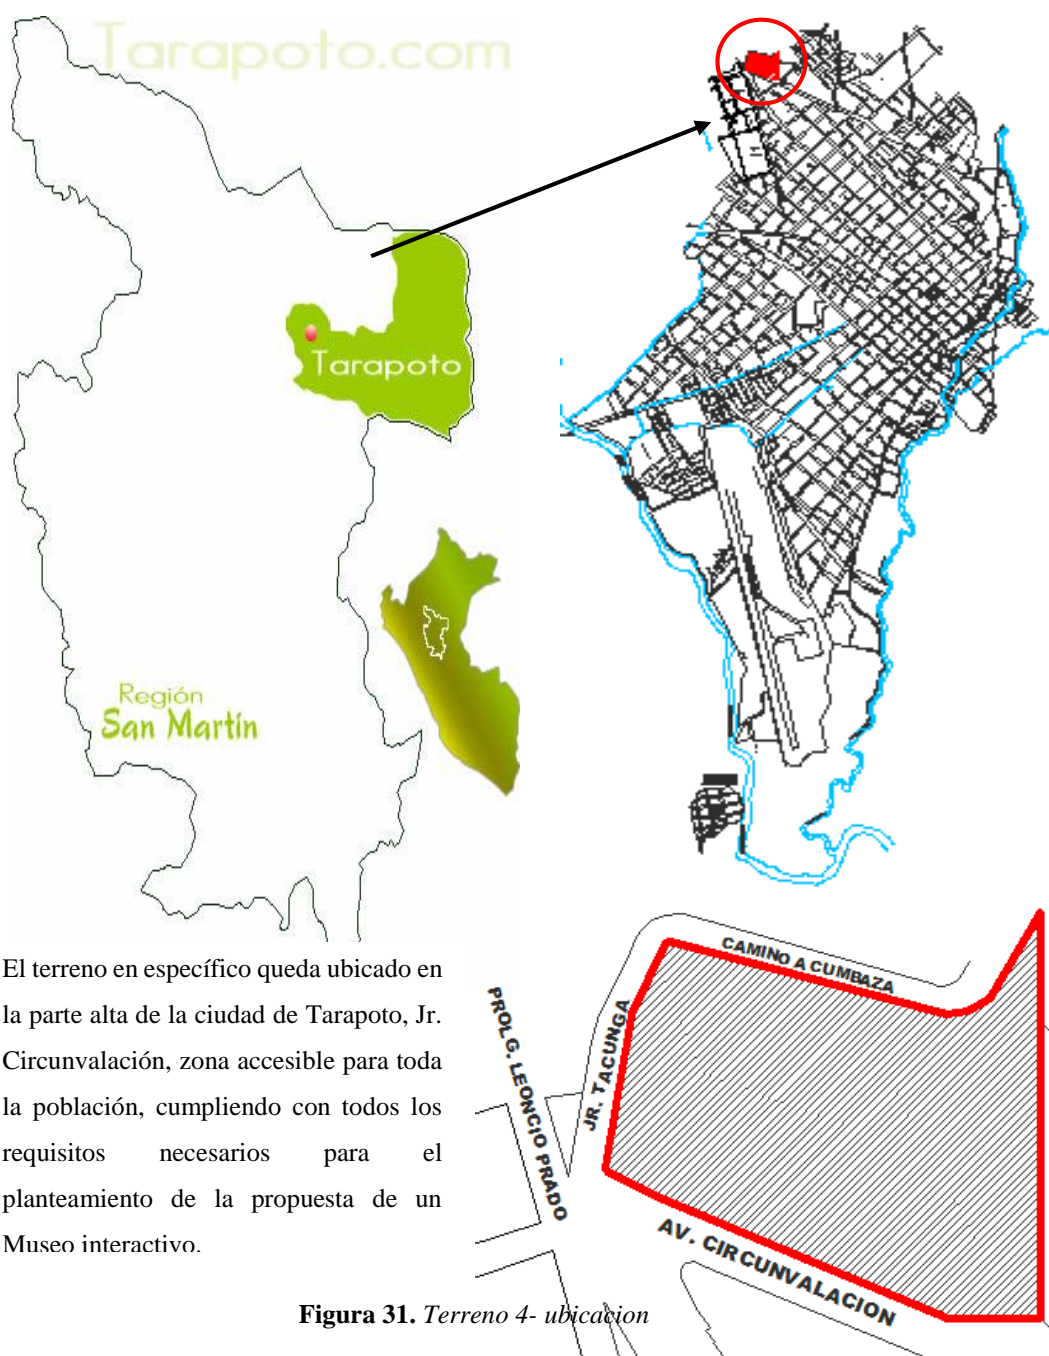 Tarapoto.com
Tarapoto
Región
San Martín
El terreno en específico queda ubicado en
la parte alta de la ciudad de Tarapoto, Jr.
Circunvalación, zona accesible para toda
la población, cumpliendo con todos los
requisitos necesarios para el
planteamiento de la propuesta de un
Museo interactivo.
CAMINO A CUMBAZA
JR. TACUNGA
PROLG. LEONCIO PRADO
AV. CIRCUNVALACION
Figura 31. Terreno 4- ubicacion